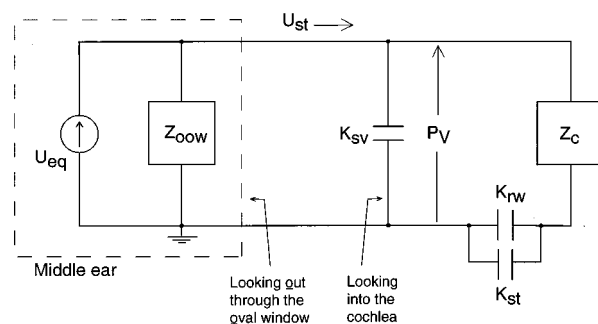 Ust
Zoow
Ueq
Ksv
PV
Zc
Krw
Kst
Middle ear
Looking out
through the
oval window
Looking
into the
cochlea